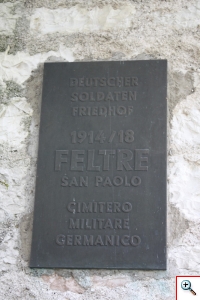 DEUTSCHER
SOLDATEN
FRIEDHOF
1914/18
FELTRE
SAN PAOLO
CIMITERO
MILITARE
GERMANICO